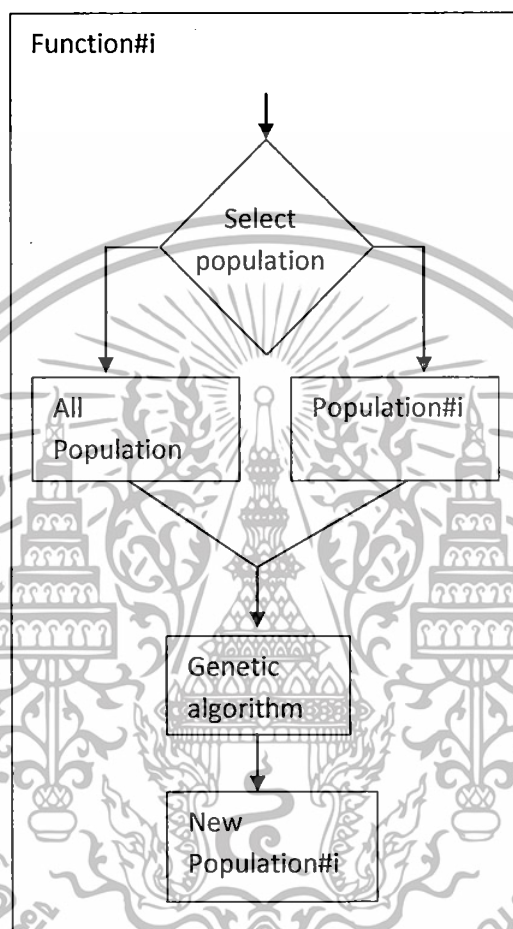 Function#i
Select
population
All
Population
Population#i
Genetic
algorithm
New
Population#i